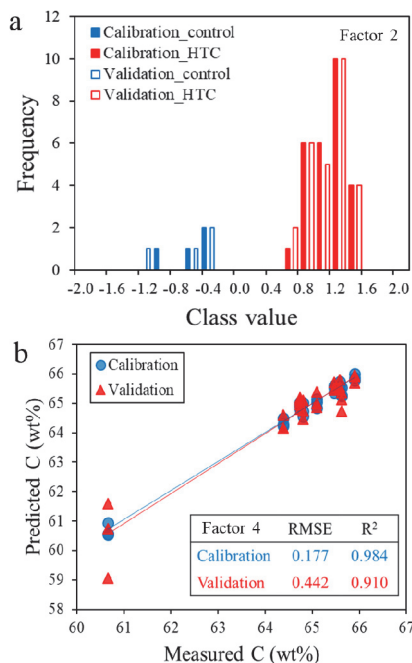 a
Calibration_control
Calibration_HTC
Validation_control
Validation_HTC
Factor 2
12
10
8
6
4
2
0
Frequency
-2.0 -1.6 -1.2 -0.8 -0.4 0.0 0.4 0.8 1.2 1.6 2.0
Class value
b
67
66
65
64
63
62
61
60
59
58
Predicted C (wt%)
Calibration
Validation
Factor 4 RMSE R²
Calibration 0.177 0.984
Validation 0.442 0.910
60 61 62 63 64 65 66 67
Measured C (wt%)